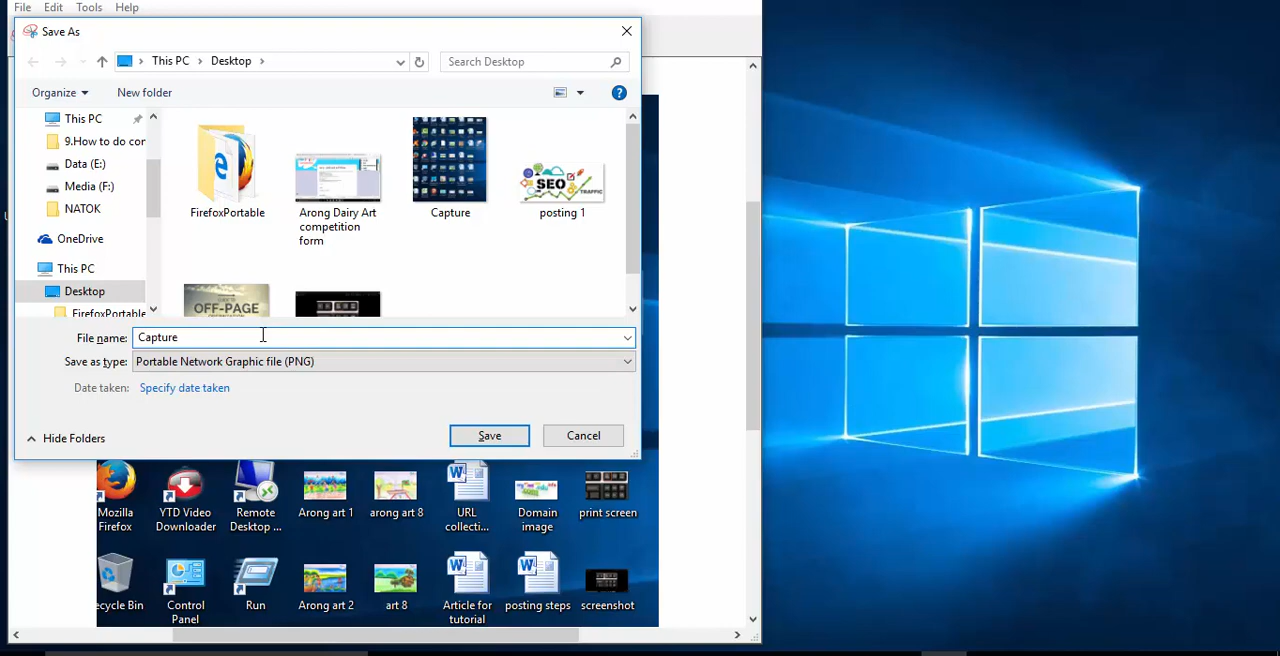 File Edit Tools Help
Save As
This PC Desktop
Search Desktop
Organize New folder
This PC
9.How to do cor
Data (E:)
Media (F:)
NATOK
OneDrive
This PC
Desktop
FirefoxPortable
FirefoxPortable
Arong Dairy Art
competition
form
Capture
SEO
TRAFFIC
posting 1
OFF-PAGE
File name: Capture
Save as type: Portable Network Graphic file (PNG)
Date taken: Specify date taken
Hide Folders
Save Cancel
Mozilla
Firefox
YTD Video
Downloader
Remote
Desktop ...
Arong art 1
arong art 8
URL
collecti...
Domain
image
print screen
ecycle Bin
Control
Panel
Run
Arong art 2
art 8
Article for
tutorial
posting steps
screenshot